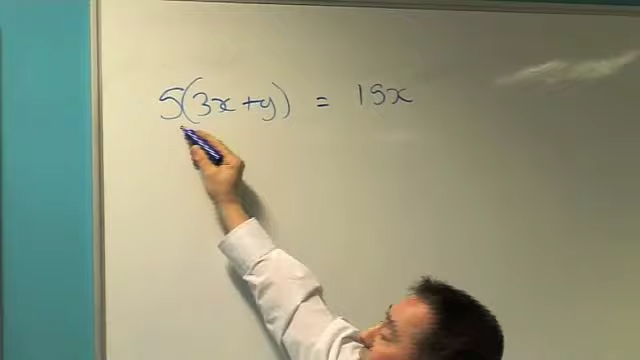 5(3x+y) = 15x